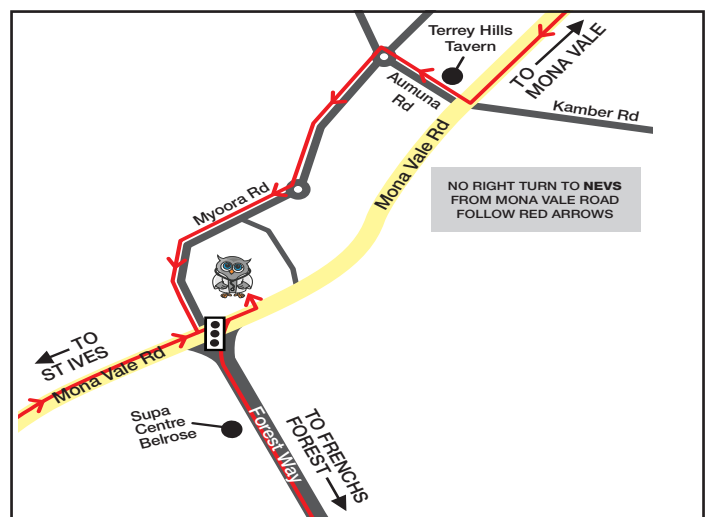 Terrey Hills
Tavern
TO
MONA VALE
Aumuna
Rd
Kamber Rd
Mona Vale Rd
NO RIGHT TURN TO NEVS
FROM MONA VALE ROAD
FOLLOW RED ARROWS
Myoora Rd
TO
ST IVES
Mona Vale Rd
Supa
Centre
Belrose
Forest Way
TO FRENCHS
FOREST